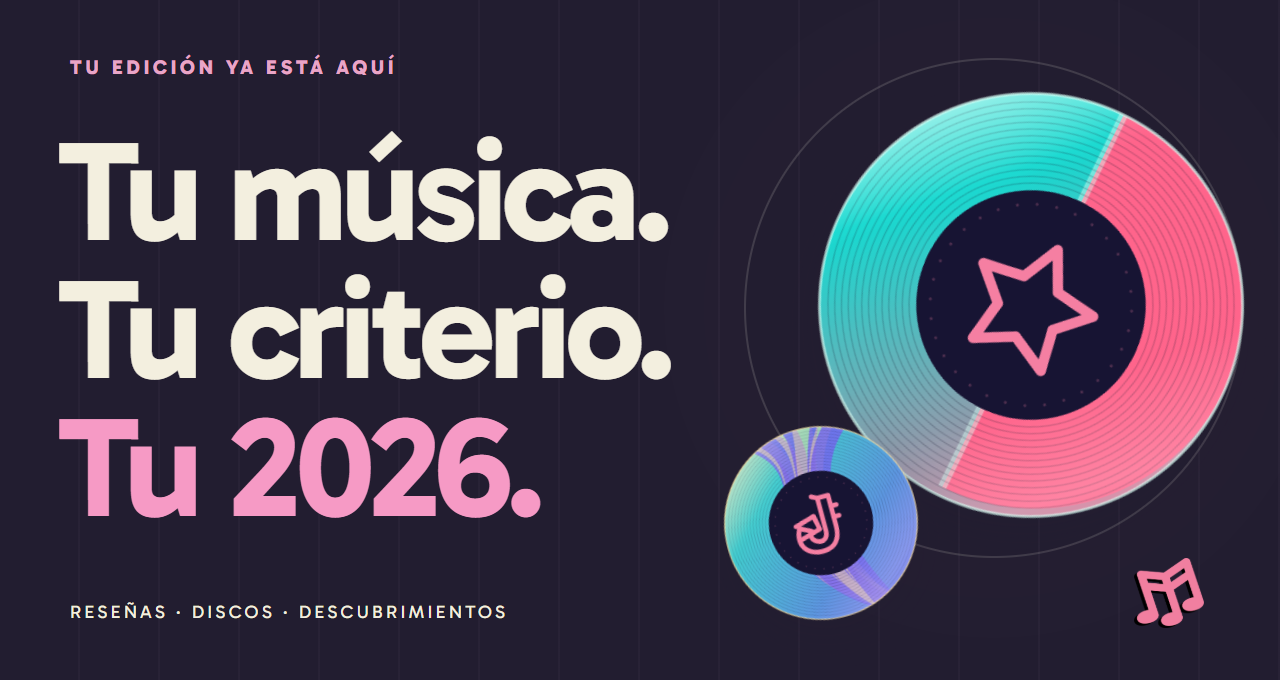 TU EDICIÓN YA ESTÁ AQUÍ
Tu música.
Tu criterio.
Tu 2026.
RESEÑAS · DISCOS · DESCUBRIMIENTOS